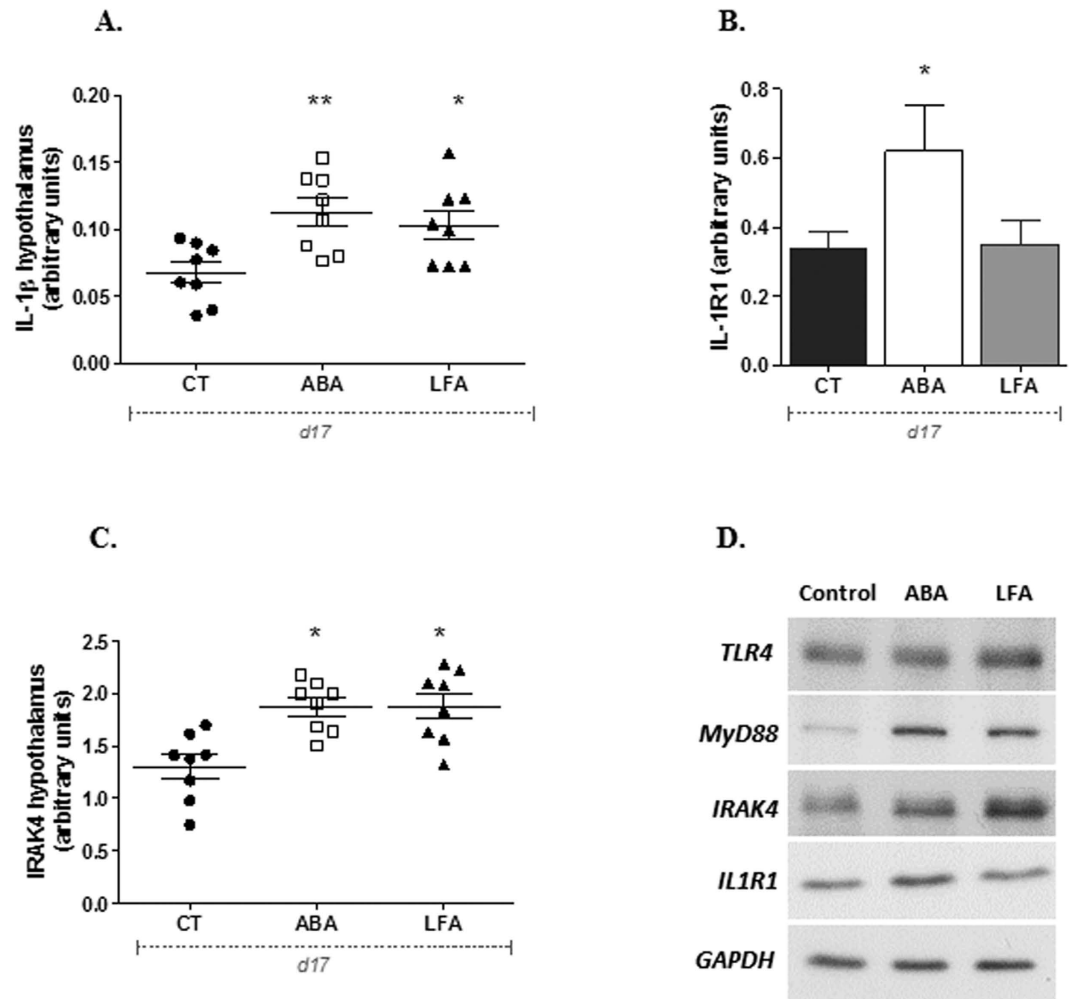 A.
IL-1β hypothalamus
(arbitrary units)
0.20
0.15
0.10
0.05
0.00
**
*
CT ABA LFA
d17
B.
IL-1R1 (arbitrary units)
0.8
0.6
0.4
0.2
0.0
*
CT ABA LFA
d17
C.
IRAK4 hypothalamus
(arbitrary units)
2.5
2.0
1.5
1.0
0.5
0.0
*
*
CT ABA LFA
d17
D.
Control ABA LFA
TLR4
MyD88
IRAK4
IL1R1
GAPDH